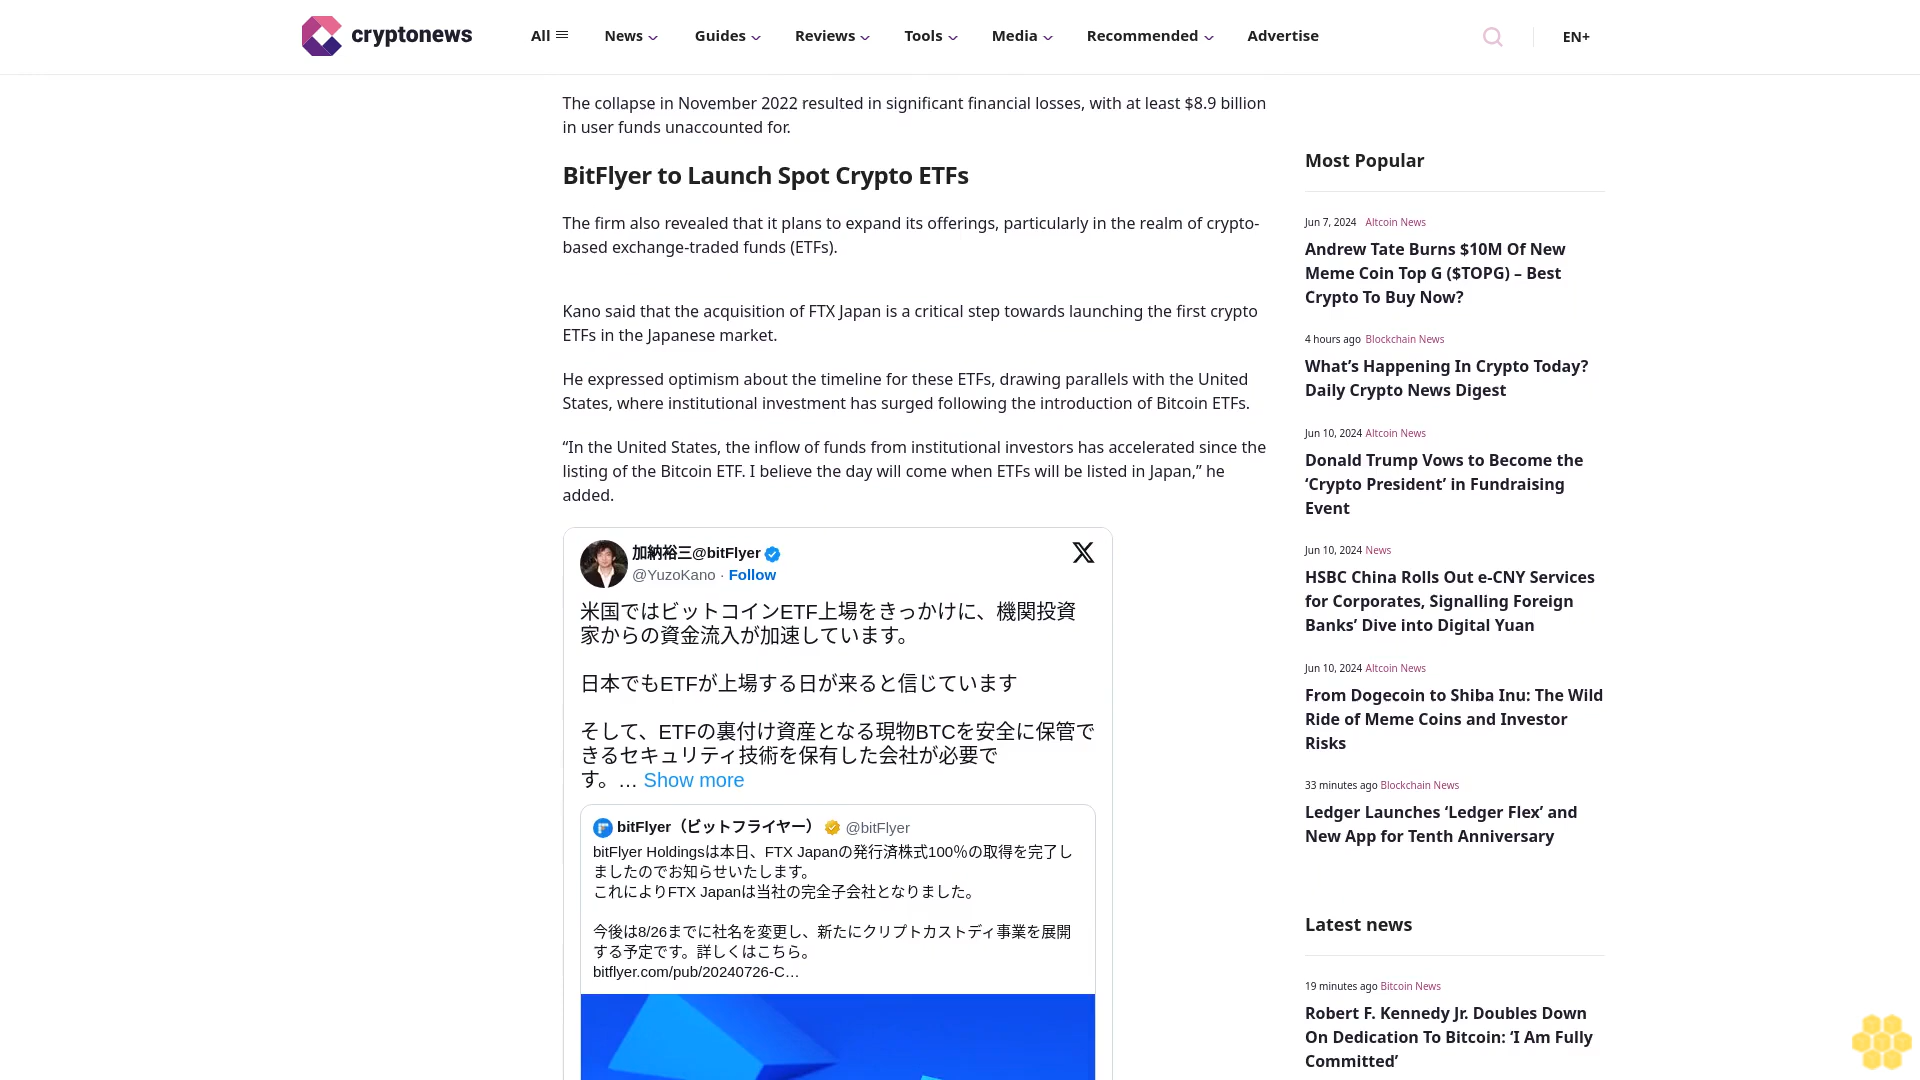 cryptonews
All
News
Guides
Reviews
Tools
Media
Recommended
Advertise
EN+
The collapse in November 2022 resulted in significant financial losses, with at least $8.9 billion
in user funds unaccounted for.
BitFlyer to Launch Spot Crypto ETFs
The firm also revealed that it plans to expand its offerings, particularly in the realm of crypto-
based exchange-traded funds (ETFs).
Kano said that the acquisition of FTX Japan is a critical step towards launching the first crypto
ETFs in the Japanese market.
He expressed optimism about the timeline for these ETFs, drawing parallels with the United
States, where institutional investment has surged following the introduction of Bitcoin ETFs.
“In the United States, the inflow of funds from institutional investors has accelerated since the
listing of the Bitcoin ETF. I believe the day will come when ETFs will be listed in Japan,” he
added.
加納裕三@bitFlyer
@YuzoKano · Follow
米国ではビットコインETF上場をきっかけに、機関投資
家からの資金流入が加速しています。
日本でもETFが上場する日が来ると信じています
そして、ETFの裏付け資産となる現物BTCを安全に保管で
きるセキュリティ技術を保有した会社が必要で
す。… Show more
bitFlyer（ビットフライヤー） @bitFlyer
bitFlyer Holdingsは本日、FTX Japanの発行済株式100％の取得を完了し
ましたのでお知らせいたします。
これによりFTX Japanは当社の完全子会社となりました。
今後は8/26までに社名を変更し、新たにクリプトカストディ事業を展開
する予定です。詳しくはこちら。
bitflyer.com/pub/20240726-C…
Most Popular
Jun 7, 2024 Altcoin News
Andrew Tate Burns $10M Of New
Meme Coin Top G ($TOPG) – Best
Crypto To Buy Now?
4 hours ago Blockchain News
What’s Happening In Crypto Today?
Daily Crypto News Digest
Jun 10, 2024 Altcoin News
Donald Trump Vows to Become the
‘Crypto President’ in Fundraising
Event
Jun 10, 2024 News
HSBC China Rolls Out e-CNY Services
for Corporates, Signalling Foreign
Banks’ Dive into Digital Yuan
Jun 10, 2024 Altcoin News
From Dogecoin to Shiba Inu: The Wild
Ride of Meme Coins and Investor
Risks
33 minutes ago Blockchain News
Ledger Launches ‘Ledger Flex’ and
New App for Tenth Anniversary
Latest news
19 minutes ago Bitcoin News
Robert F. Kennedy Jr. Doubles Down
On Dedication To Bitcoin: ‘I Am Fully
Committed’